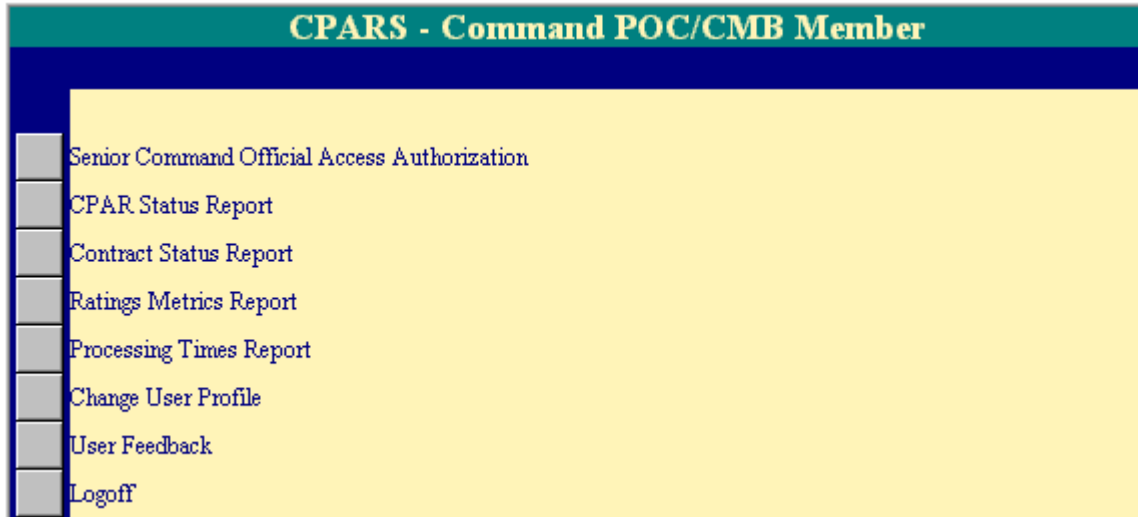 CPARS - Command POC/CMB Member
Senior Command Official Access Authorization
CPAR Status Report
Contract Status Report
Ratings Metrics Report
Processing Times Report
Change User Profile
User Feedback
Logoff